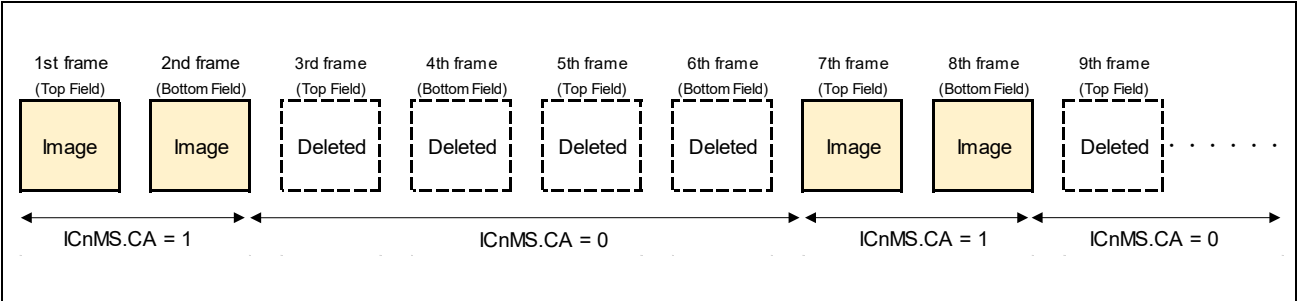 1st frame 2nd frame 3rd frame 4th frame 5th frame 6th frame 7th frame 8th frame 9th frame
(Top Field) (Bottom Field) (Top Field) (Bottom Field) (Top Field) (Bottom Field) (Top Field) (Bottom Field) (Top Field)
Image Image Deleted Deleted Deleted Deleted Image Image Deleted · · · · · ·
ICnMS.CA = 1 ICnMS.CA = 0 ICnMS.CA = 1 ICnMS.CA = 0